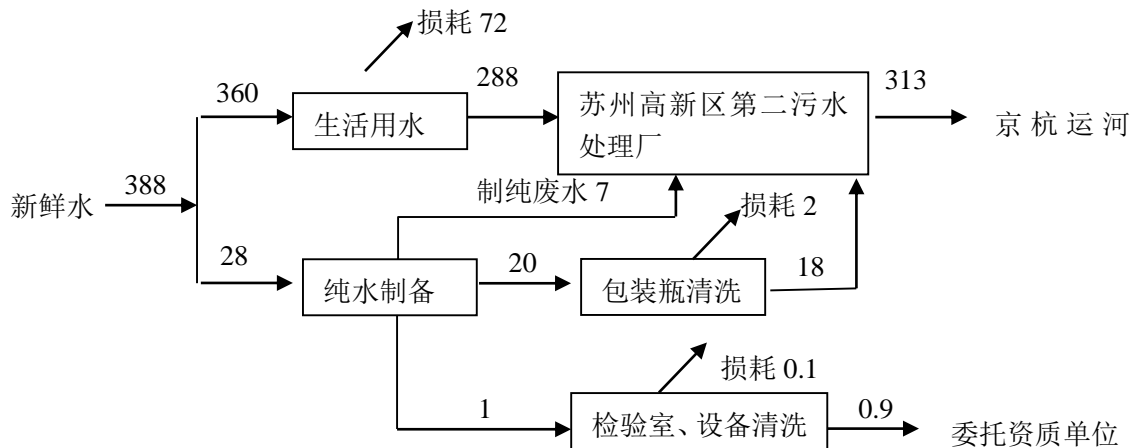 损耗 72
360
288
313
生活用水
苏州高新区第二污水
处理厂
京杭运河
388
新鲜水
制纯废水 7
损耗 2
28
20
18
纯水制备
包装瓶清洗
损耗 0.1
1
0.9
检验室、设备清洗
委托资质单位